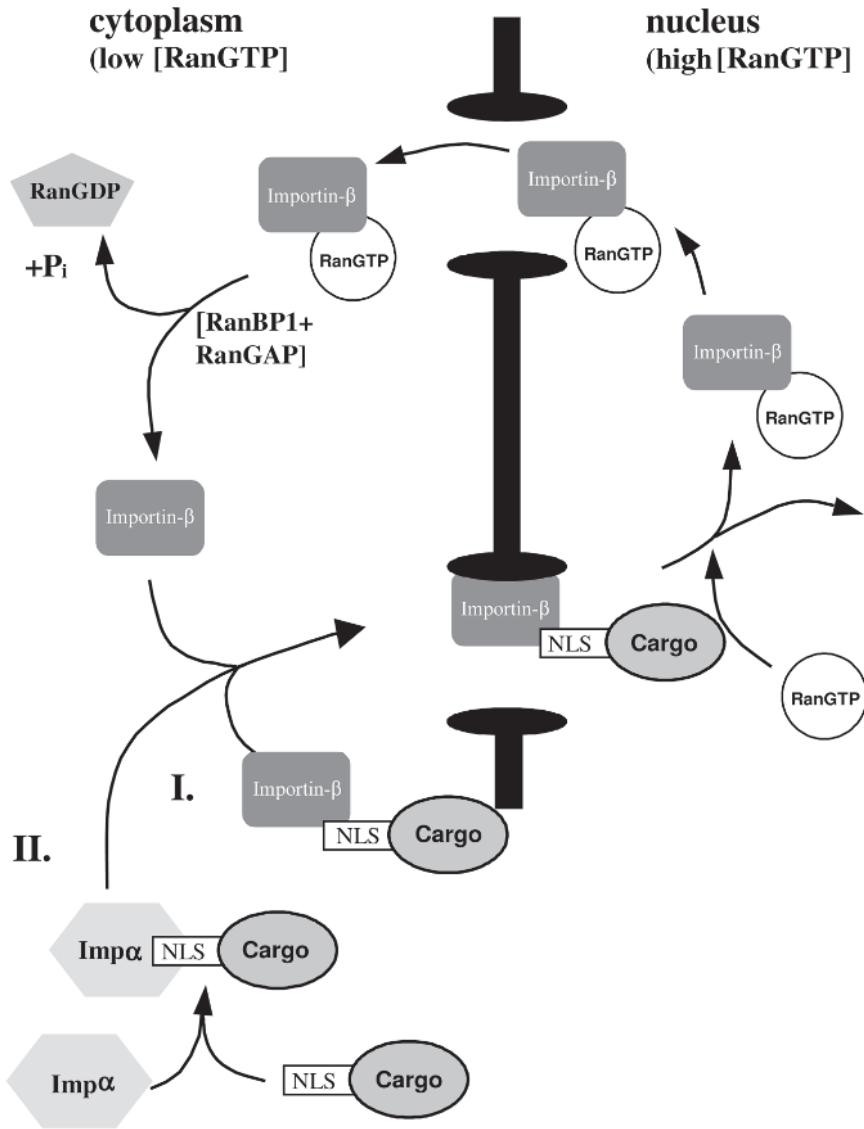 cytoplasm
(low [RanGTP]
nucleus
(high [RanGTP]
Importin-β
RanGTP
Importin-β
RanGTP
RanGDP
+Pi
[RanBP1+
RanGAP]
Importin-β
RanGTP
Importin-β
Importin-β
NLS
Cargo
RanGTP
I.
Importin-β
NLS
Cargo
II.
Impα
NLS
Cargo
Impα
NLS
Cargo